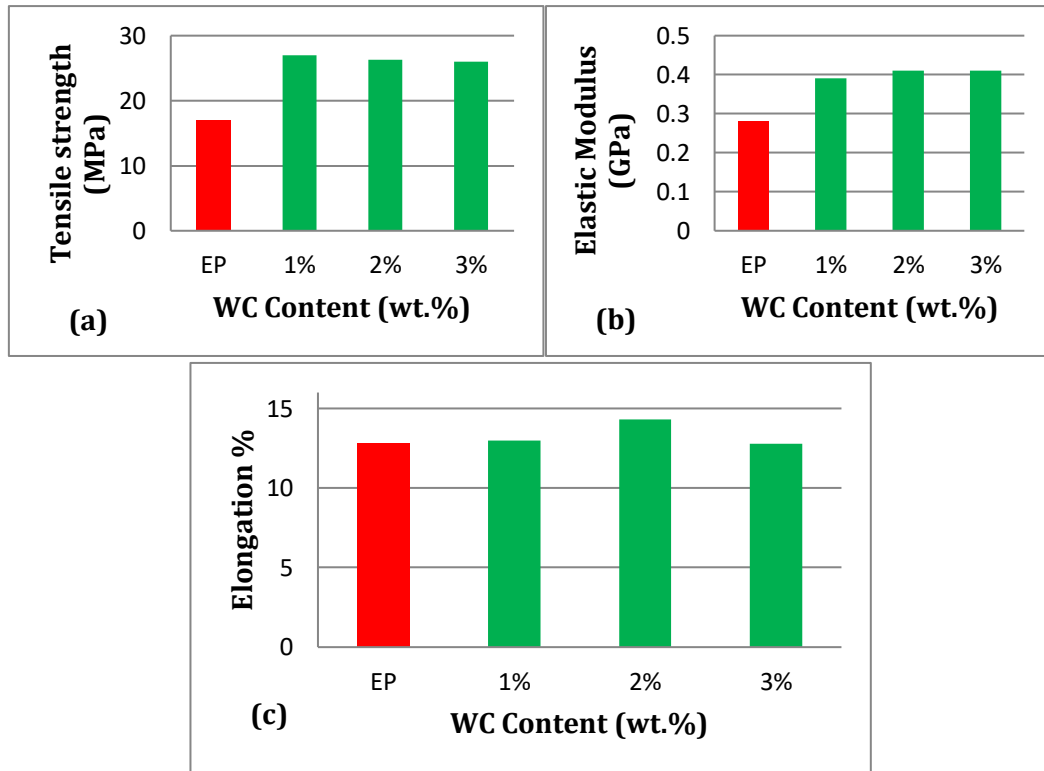 Tensile strength
(MPa)
30
20
10
0
EP 1% 2% 3%
WC Content (wt.%)
(a)
Elastic Modulus
(GPa)
0.5
0.4
0.3
0.2
0.1
0
EP 1% 2% 3%
WC Content (wt.%)
(b)
Elongation %
15
10
5
0
EP 1% 2% 3%
WC Content (wt.%)
(c)